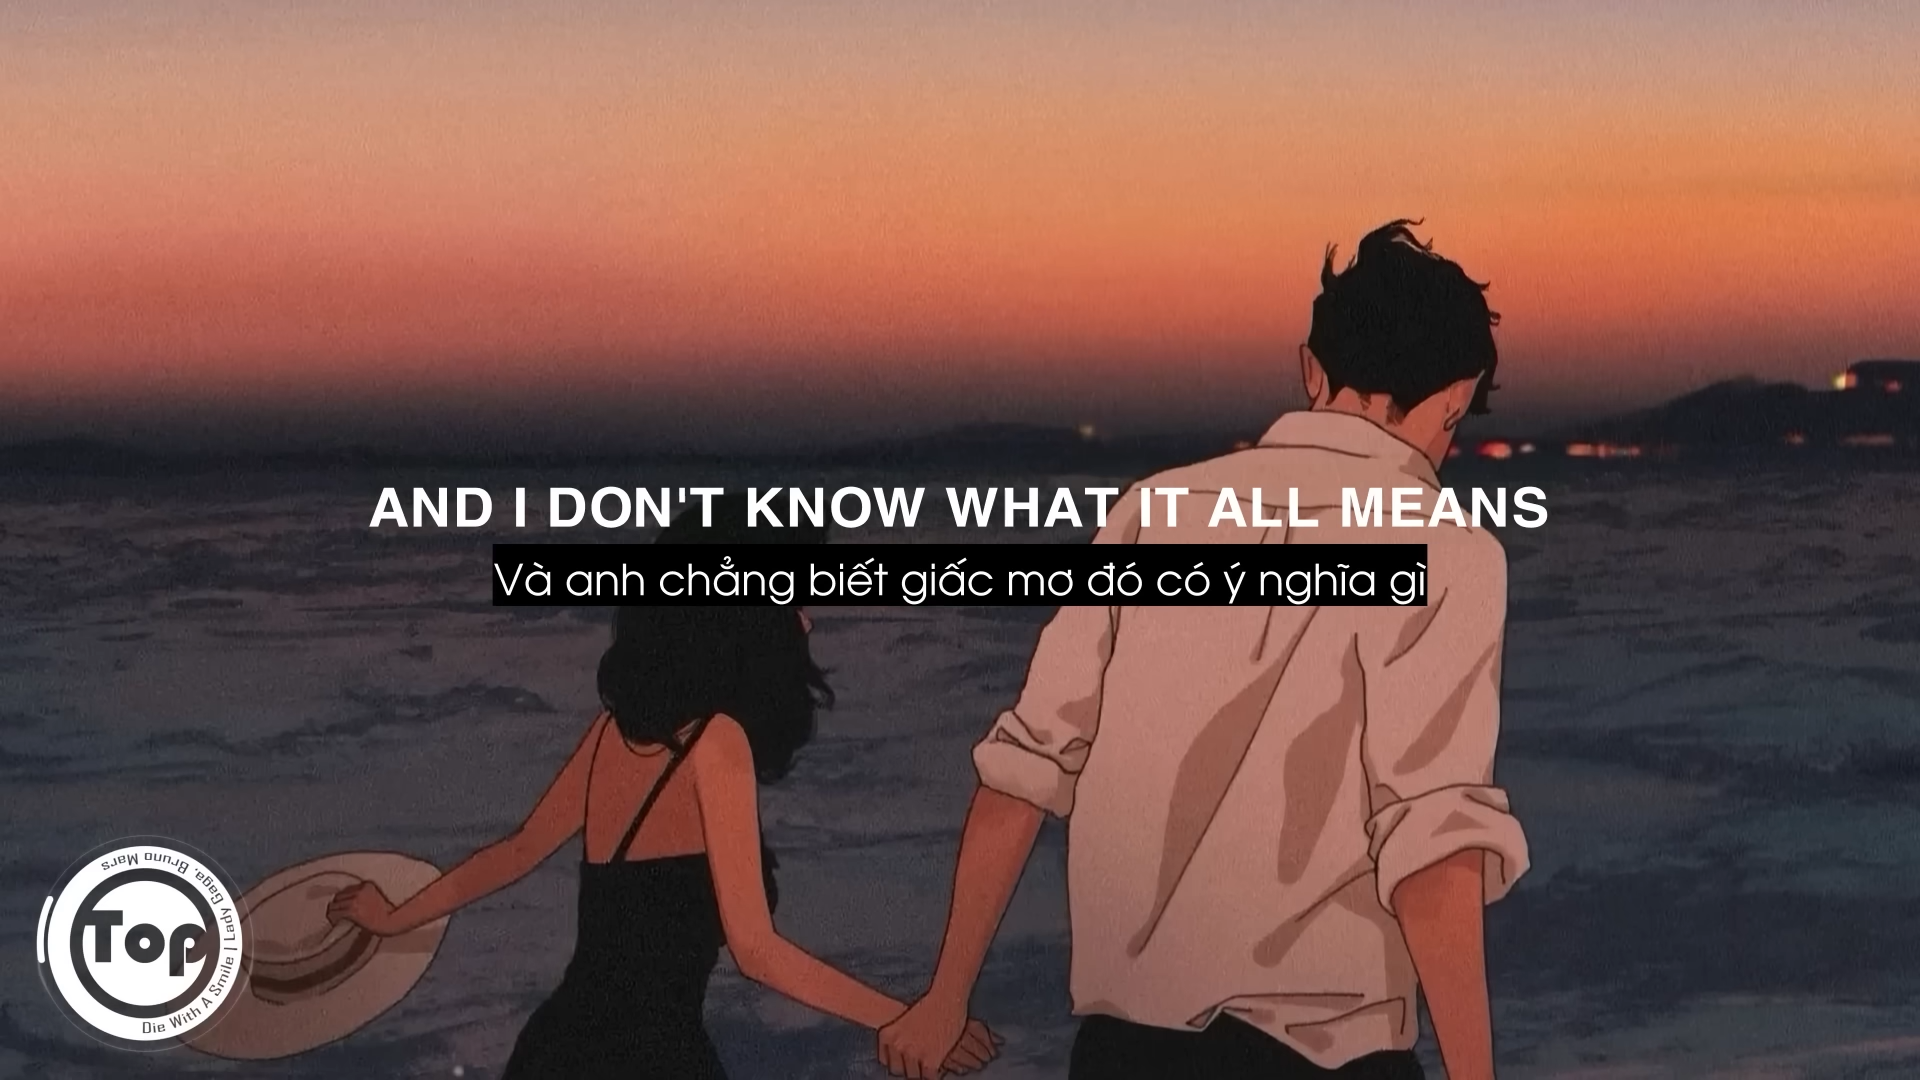 AND I DON'T KNOW WHAT IT ALL MEANS
Và anh chẳng biết giấc mơ đó có ý nghĩa gì
Top
Die With A Smile | Lady Gaga, Bruno Mars